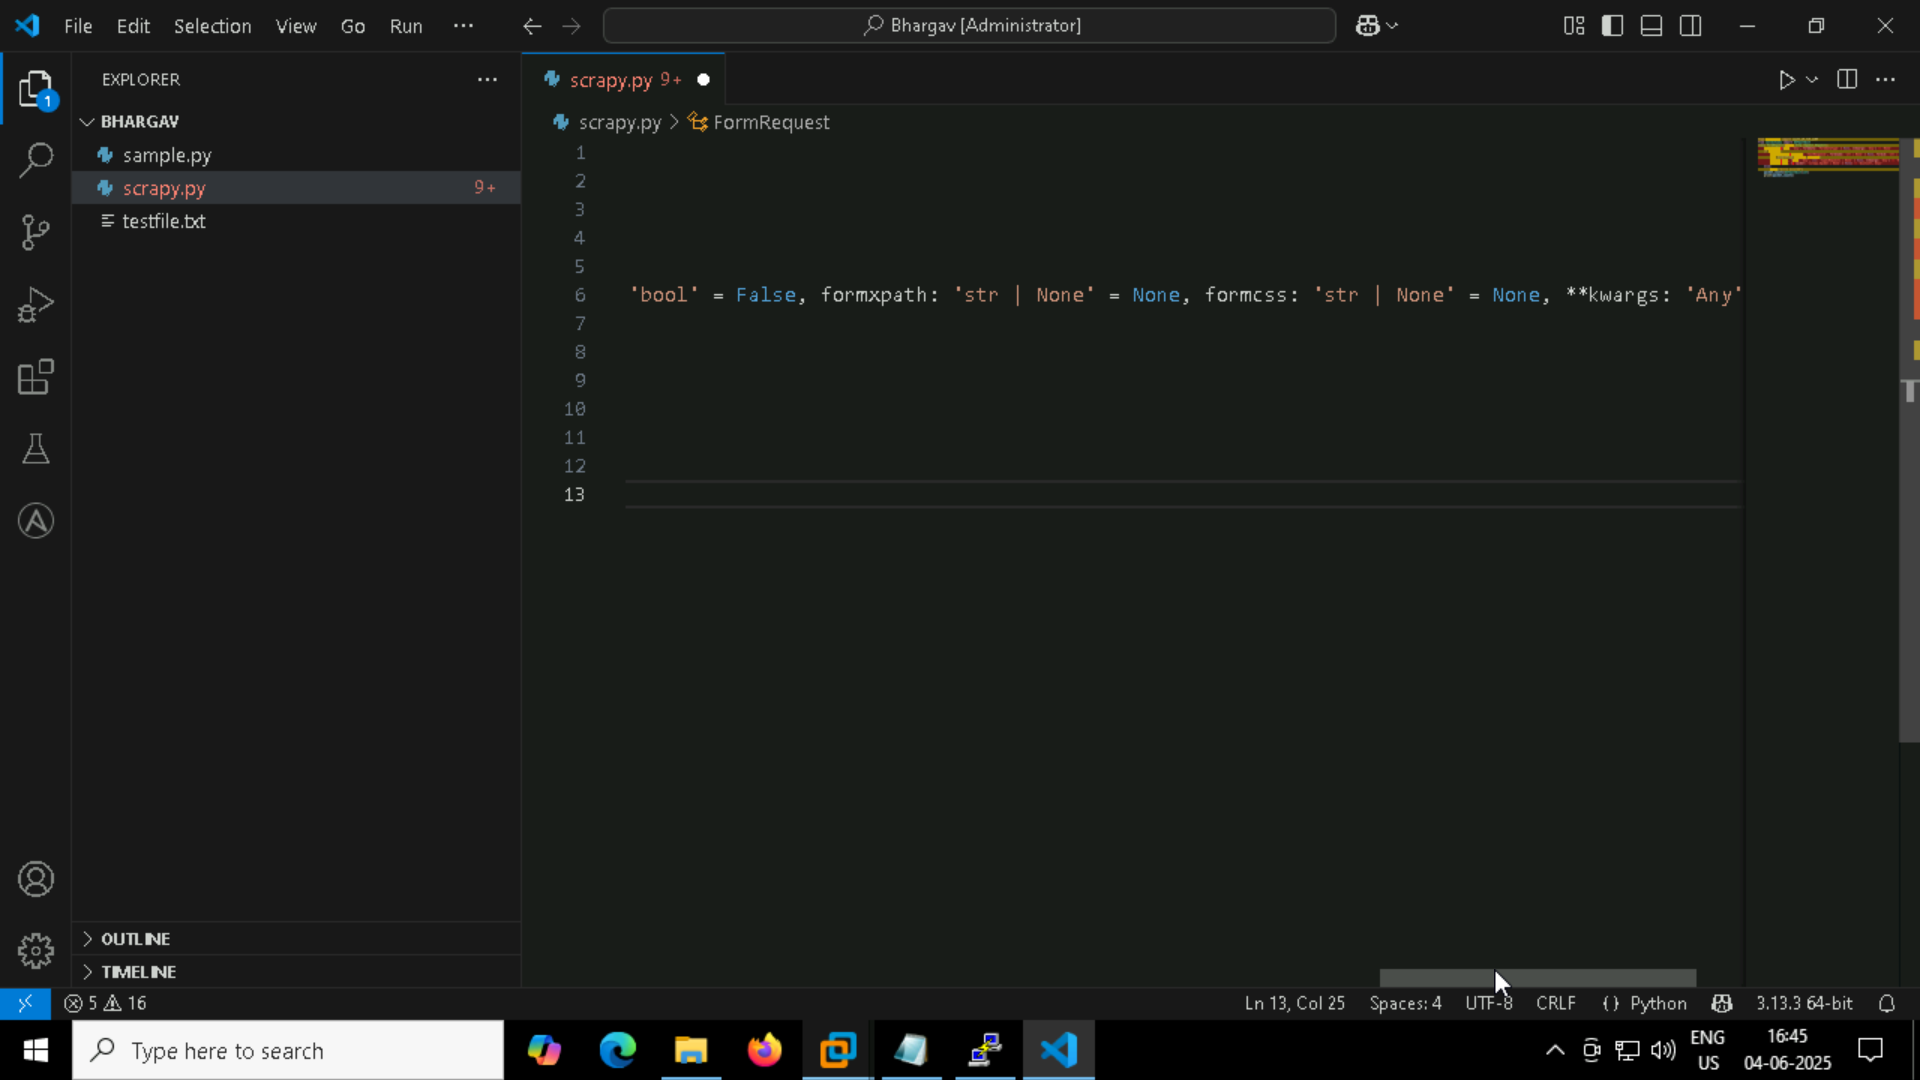 File Edit Selection View Go Run ···
Bhargav [Administrator]
EXPLORER ···
1
BHARGAV
sample.py
scrapy.py 9+
testfile.txt
OUTLINE
TIMELINE
scrapy.py 9+
scrapy.py > FormRequest
1
2
3
4
5
6 'bool' = False, formxpath: 'str | None' = None, formcss: 'str | None' = None, **kwargs: 'Any'
7
8
9
10
11
12
13
5 16
Ln 13, Col 25 Spaces: 4 UTF-8 CRLF {} Python 3.13.3 64-bit
Type here to search
ENG
US
16:45
04-06-2025